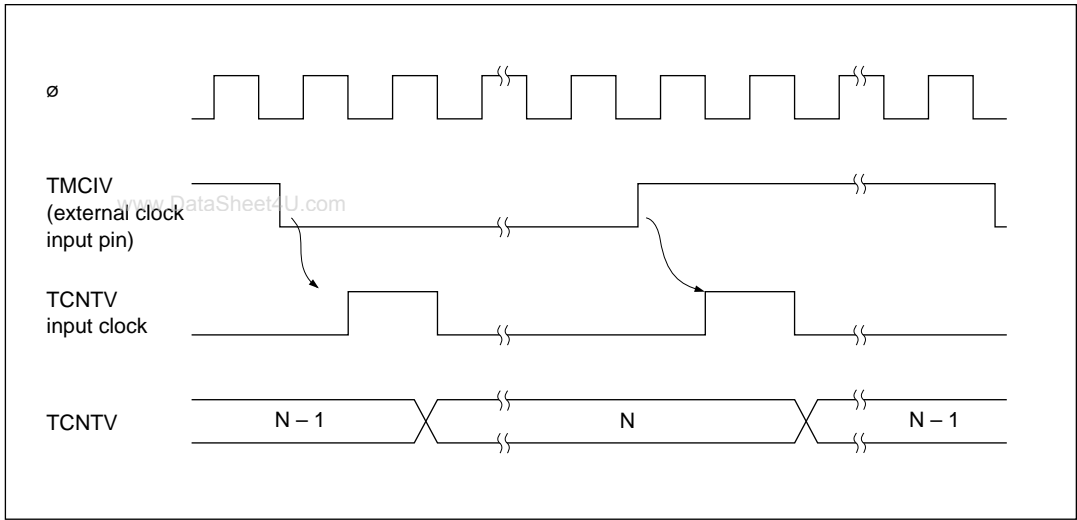 ø
TMCIV
www.DataSheet4U.com
(external clock
input pin)
TCNTV
input clock
TCNTV
N – 1
N
N – 1